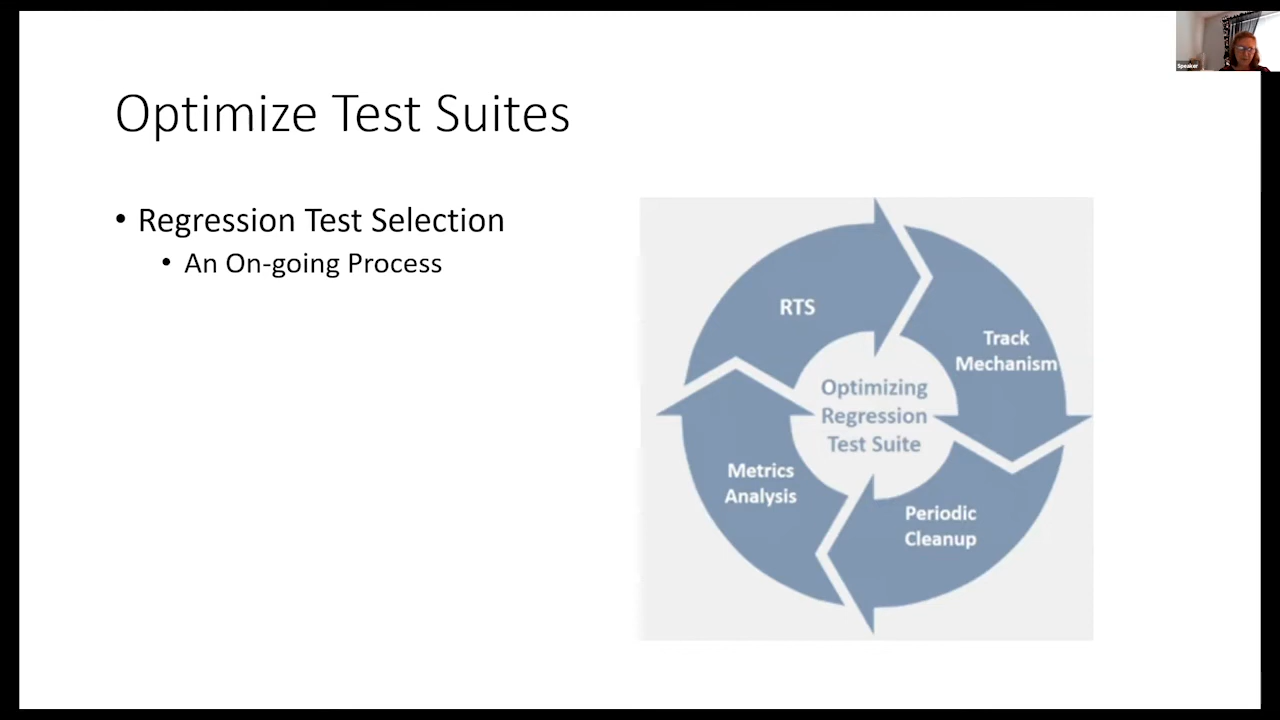 Speaker
Optimize Test Suites
• Regression Test Selection
• An On-going Process
RTS
Track
Mechanism
Optimizing
Regression
Test Suite
Metrics
Analysis
Periodic
Cleanup